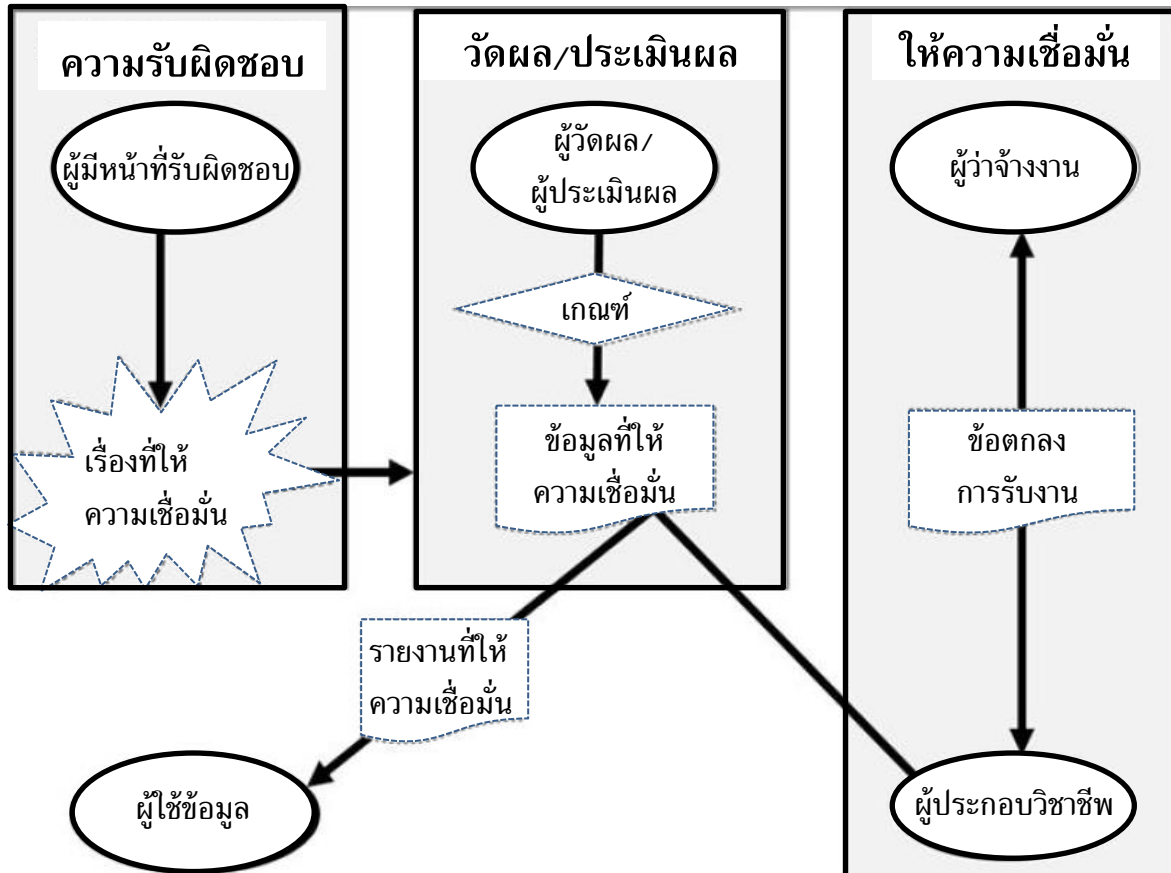 ความรับผิดชอบ
ผู้มีหน้าที่รับผิดชอบ
เรื่องที่ให้
ความเชื่อมั่น
วัดผล/ประเมินผล
ผู้วัดผล/
ผู้ประเมินผล
เกณฑ์
ข้อมูลที่ให้
ความเชื่อมั่น
ให้ความเชื่อมั่น
ผู้ว่าจ้างงาน
ข้อตกลง
การรับงาน
ผู้ประกอบวิชาชีพ
รายงานที่ให้
ความเชื่อมั่น
ผู้ใช้ข้อมูล